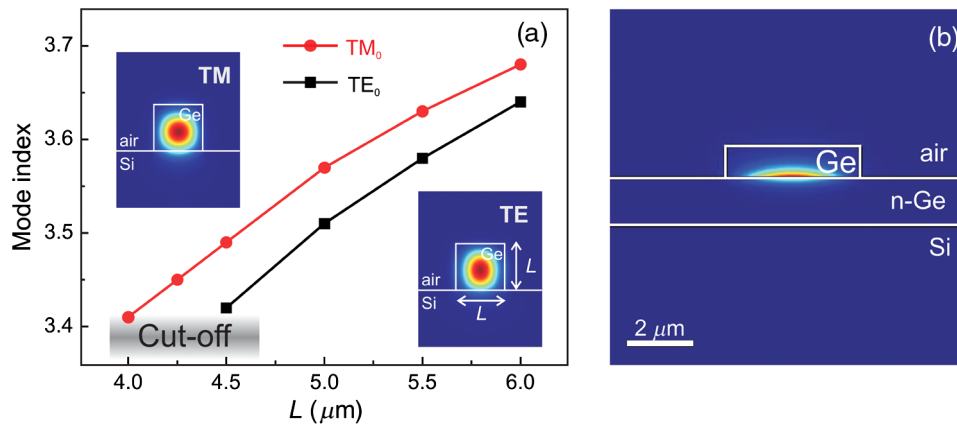 (a)
TM₀
TE₀
Mode index
3.7
3.6
3.5
3.4
TM
Ge
air
Si
TE
Ge
L
air
Si
L
Cut-off
4.0 4.5 5.0 5.5 6.0
L (μm)
(b)
Ge
air
n-Ge
Si
2 μm